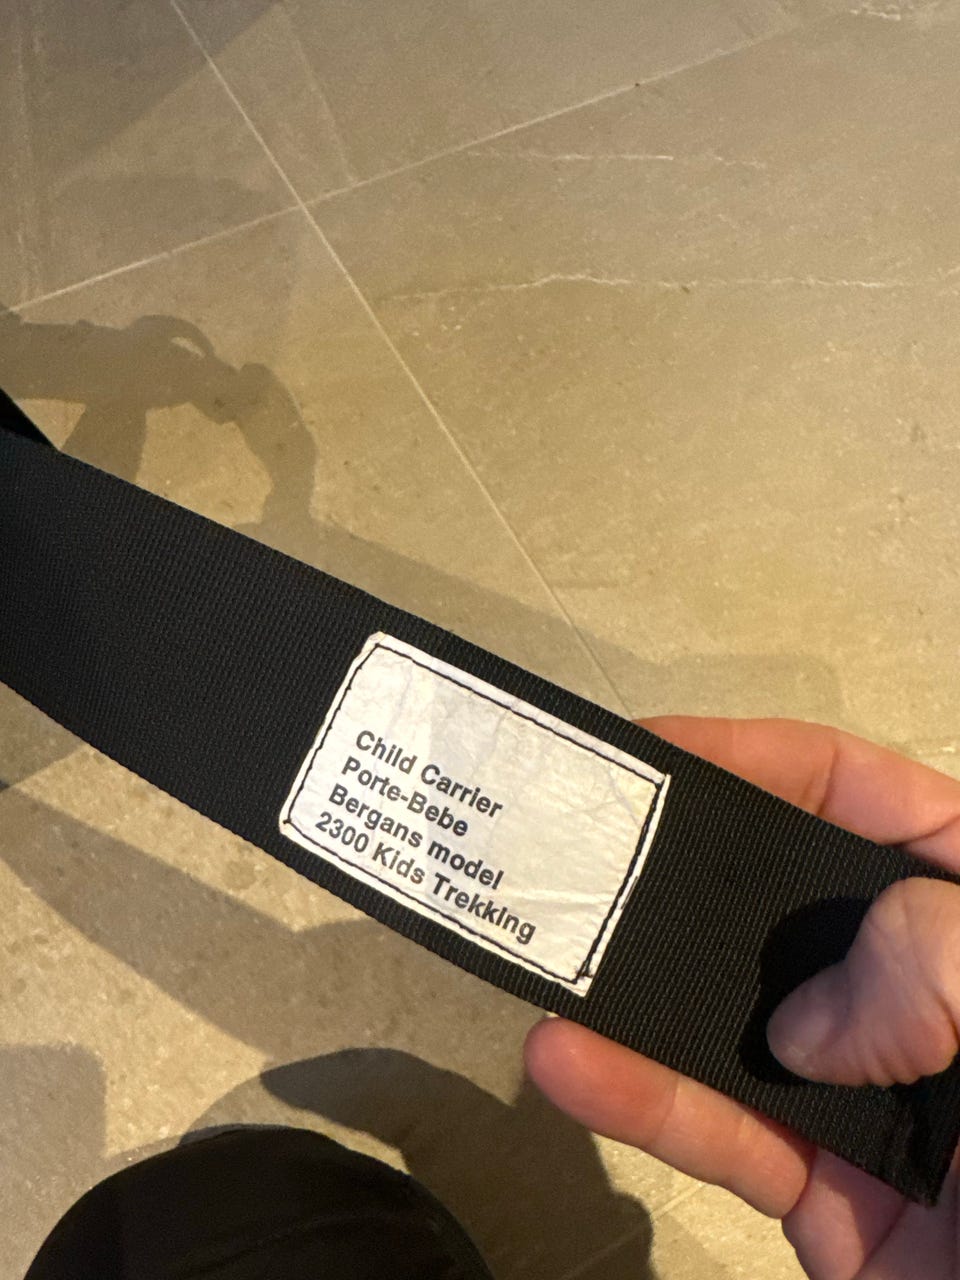 Child Carrier
Porte-Bebe
Bergans model
2300 Kids Trekking